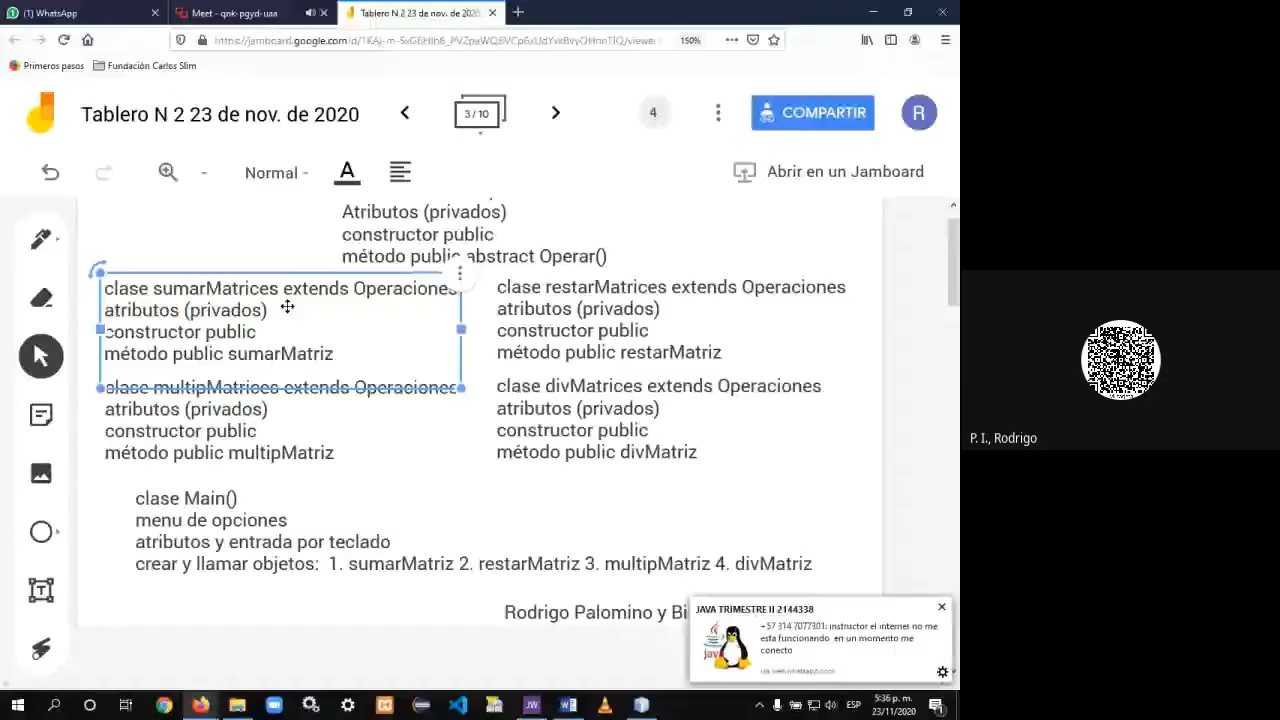 (1) WhatsApp
Meet - qnk-pgyd-uaa
Tablero N 2 23 de nov. de 202
150%
Primeros pasos
Fundación Carlos Slim
Tablero N 2 23 de nov. de 2020
3 / 10
4
COMPARTIR
R
Normal
A
Abrir en un Jamboard
Atributos (privados)
constructor public
método public abstract Operar()
clase sumarMatrices extends Operaciones
atributos (privados)
constructor public
método public sumarMatriz
clase restarMatrices extends Operaciones
atributos (privados)
constructor public
método public restarMatriz
clase multipMatrices extends Operaciones
atributos (privados)
constructor public
método public multipMatriz
clase divMatrices extends Operaciones
atributos (privados)
constructor public
método public divMatriz
clase Main()
menu de opciones
atributos y entrada por teclado
crear y llamar objetos: 1. sumarMatriz 2. restarMatriz 3. multipMatriz 4. divMatriz
Rodrigo Palomino y Bi
JAVA TRIMESTRE II 2144338
+57 314 7077301: instructor el internet no me
esta funcionando en un momento me
conecto
via web.whatsapp.com
P. I., Rodrigo
ESP
5:36 p. m.
23/11/2020